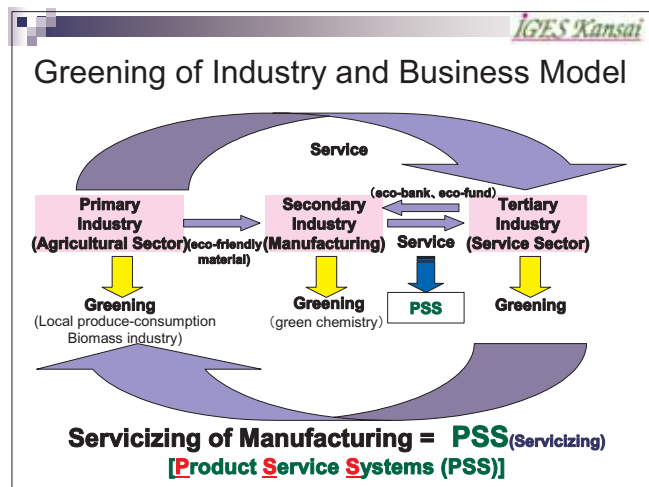 IGES Kansai
Greening of Industry and Business Model
Service
(eco-bank、eco-fund)
Primary
Industry
(Agricultural Sector)
(eco-friendly
material)
Secondary
Industry
(Manufacturing)
Service
Tertiary
Industry
(Service Sector)
Greening
(Local produce-consumption
Biomass industry)
Greening
（green chemistry）
PSS
Greening
Servicizing of Manufacturing = PSS(Servicizing)
[Product Service Systems (PSS)]